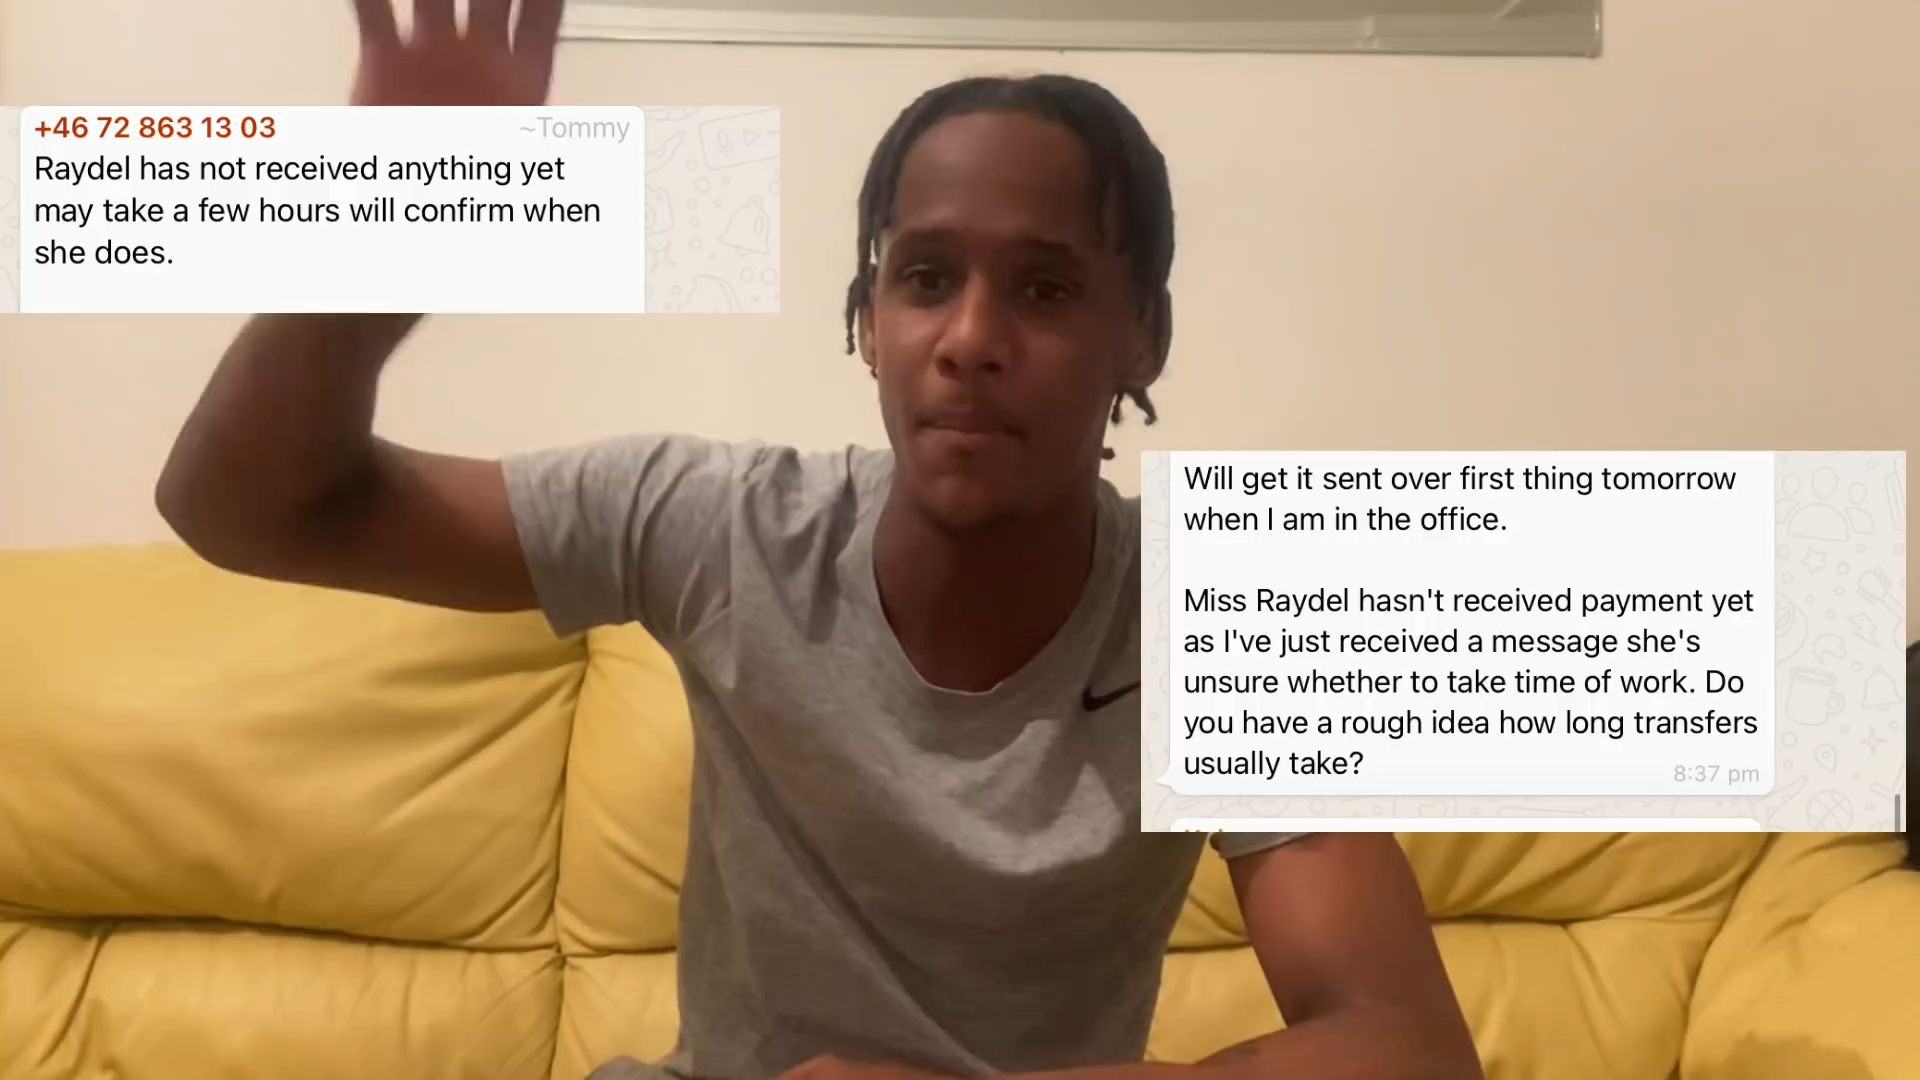 +46 72 863 13 03 ~Tommy
Raydel has not received anything yet
may take a few hours will confirm when
she does.
Will get it sent over first thing tomorrow
when I am in the office.
Miss Raydel hasn't received payment yet
as I've just received a message she's
unsure whether to take time of work. Do
you have a rough idea how long transfers
usually take?
8:37 pm